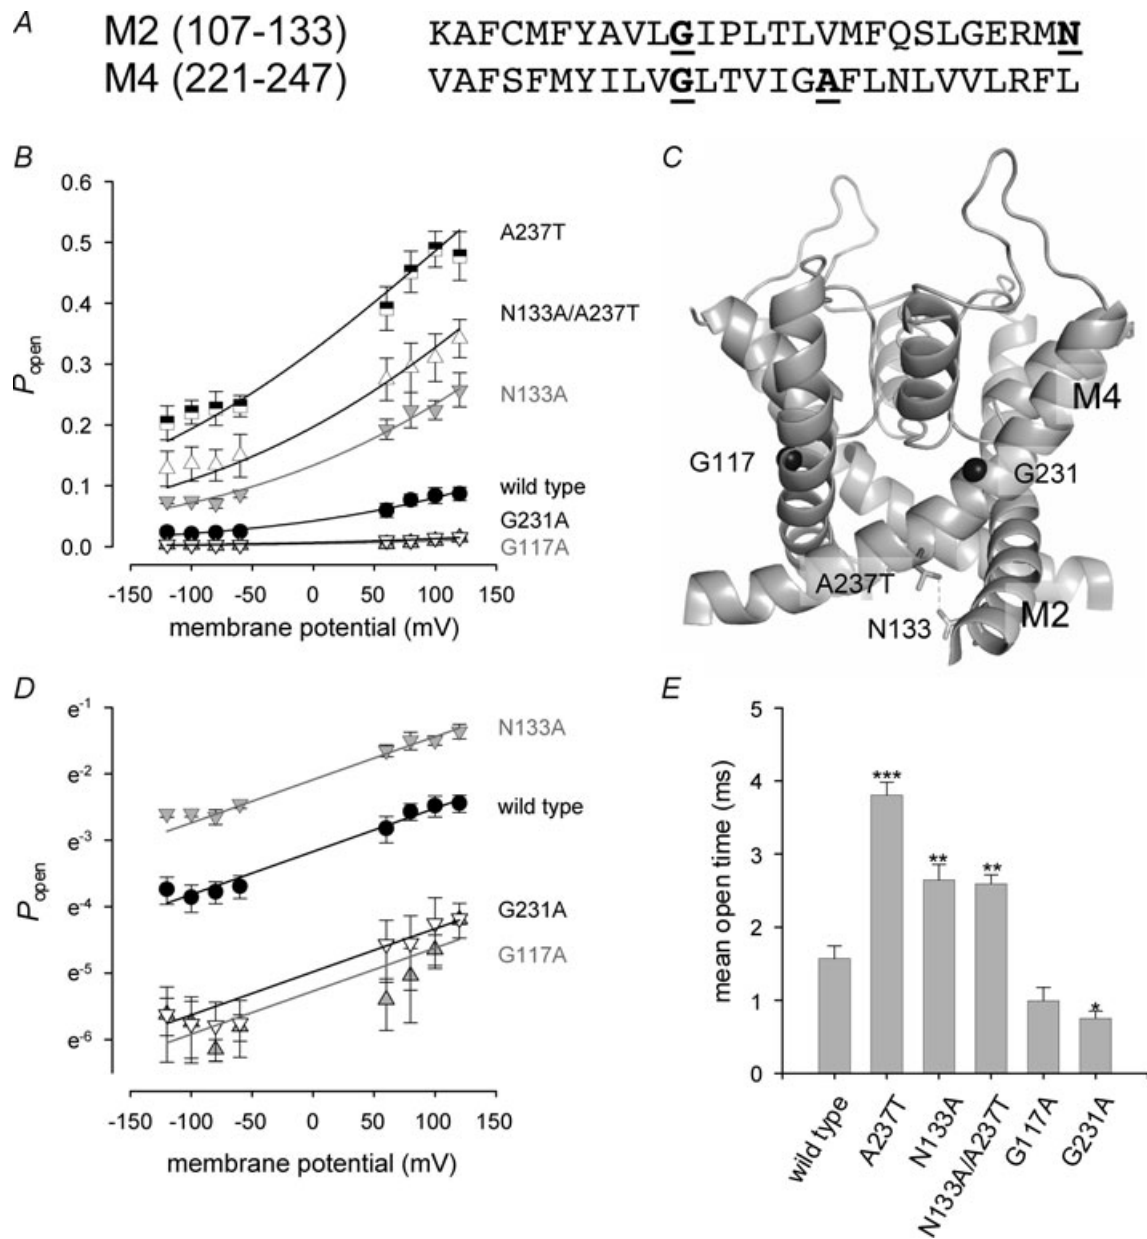 A
M2 (107-133) KAFCMFYAVLGIPLTLVMFQSLGERMN
M4 (221-247) VAFSFMYILVGLTVIGAFLNLVVLRFL
B
0.6
0.5
0.4
0.3
0.2
0.1
0.0
Popen
A237T
N133A/A237T
N133A
wild type
G231A
G117A
-150 -100 -50 0 50 100 150
membrane potential (mV)
C
M4
G117
G231
A237T
N133
M2
D
e-1
e-2
e-3
e-4
e-5
e-6
Popen
N133A
wild type
G231A
G117A
-150 -100 -50 0 50 100 150
membrane potential (mV)
E
5
4
3
2
1
0
mean open time (ms)
***
**
**
*
wild type
A237T
N133A
N133A/A237T
G117A
G231A